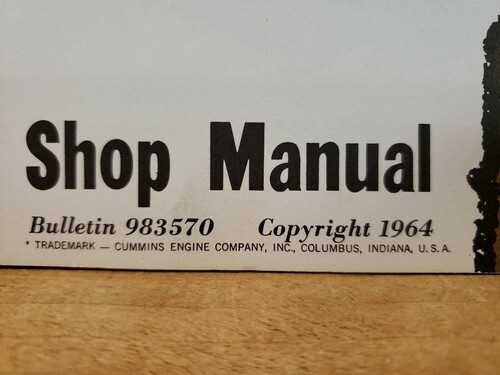 Shop Manual
Bulletin 983570 Copyright 1964
* TRADEMARK — CUMMINS ENGINE COMPANY, INC., COLUMBUS, INDIANA, U.S.A.